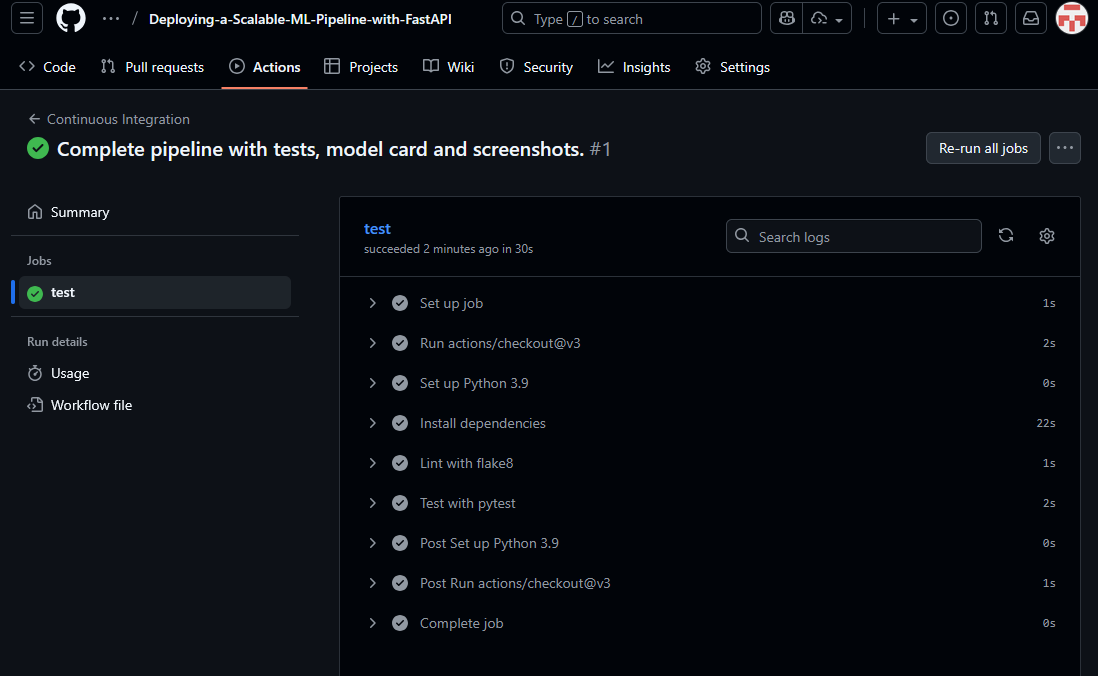 ... / Deploying-a-Scalable-ML-Pipeline-with-FastAPI Type / to search
Code Pull requests Actions Projects Wiki Security Insights Settings
← Continuous Integration
Complete pipeline with tests, model card and screenshots. #1
Re-run all jobs
Summary
Jobs
test
Run details
Usage
Workflow file
test
succeeded 2 minutes ago in 30s
Search logs
Set up job 1s
Run actions/checkout@v3 2s
Set up Python 3.9 0s
Install dependencies 22s
Lint with flake8 1s
Test with pytest 2s
Post Set up Python 3.9 0s
Post Run actions/checkout@v3 1s
Complete job 0s